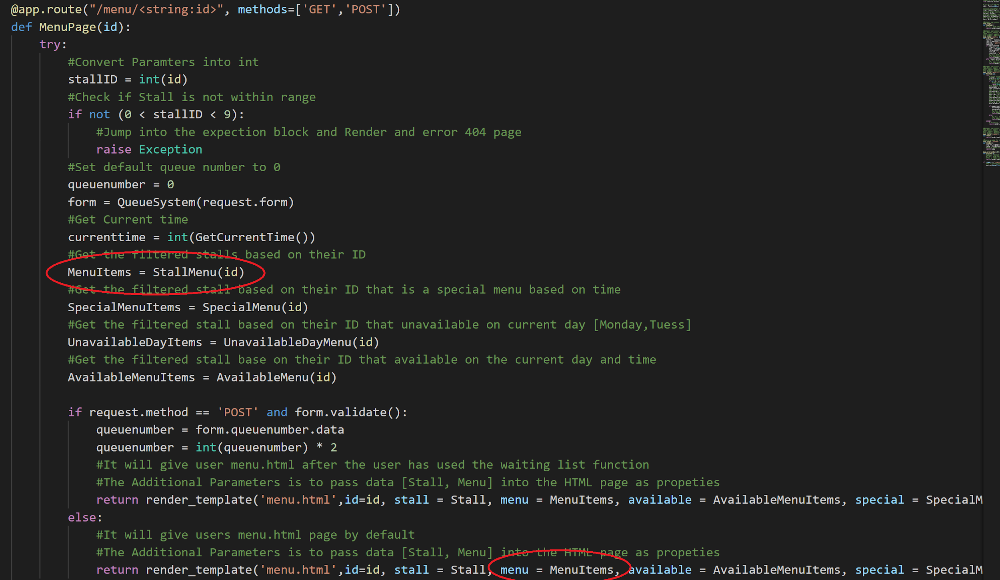 @app.route("/menu/<string:id>", methods=['GET','POST'])
def MenuPage(id):
    try:
        #Convert Paramters into int
        stallID = int(id)
        #Check if Stall is not within range
        if not (0 < stallID < 9):
            #Jump into the expection block and Render and error 404 page
            raise Exception
        #Set default queue number to 0
        queuenumber = 0
        form = QueueSystem(request.form)
        #Get Current time
        currenttime = int(GetCurrentTime())
        #Get the filtered stalls based on their ID
        MenuItems = StallMenu(id)
        #Get the filtered stall based on their ID that is a special menu based on time
        SpecialMenuItems = SpecialMenu(id)
        #Get the filtered stall based on their ID that unavailable on current day [Monday,Tuess]
        UnavailableDayItems = UnavailableDayMenu(id)
        #Get the filtered stall base on their ID that available on the current day and time
        AvailableMenuItems = AvailableMenu(id)

        if request.method == 'POST' and form.validate():
            queuenumber = form.queuenumber.data
            queuenumber = int(queuenumber) * 2
            #It will give user menu.html after the user has used the waiting list function
            #The Additional Parameters is to pass data [Stall, Menu] into the HTML page as propeties
            return render_template('menu.html',id=id, stall = Stall, menu = MenuItems, available = AvailableMenuItems, special = SpecialM
        else:
            #It will give users menu.html page by default
            #The Additional Parameters is to pass data [Stall, Menu] into the HTML page as propeties
            return render_template('menu.html',id=id, stall = Stall, menu = MenuItems, available = AvailableMenuItems, special = SpecialM